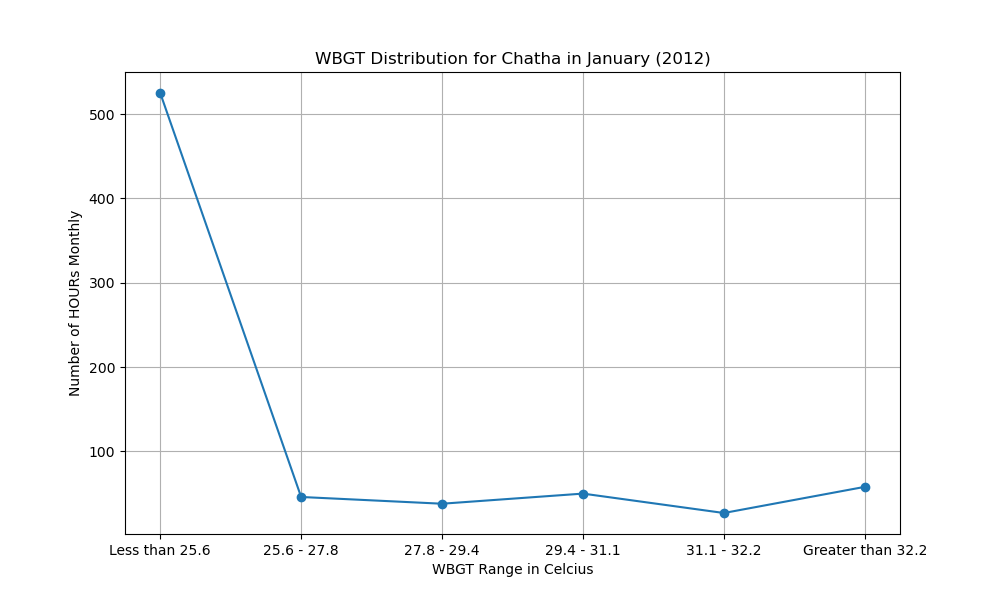 WBGT Distribution for Chatha in January (2012)
Number of HOURs Monthly
500
400
300
200
100
Less than 25.6
25.6 - 27.8
27.8 - 29.4
29.4 - 31.1
31.1 - 32.2
Greater than 32.2
WBGT Range in Celcius